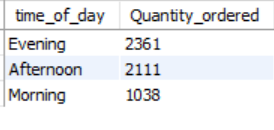 time_of_day Quantity_ordered
Evening 2361
Afternoon 2111
Morning 1038